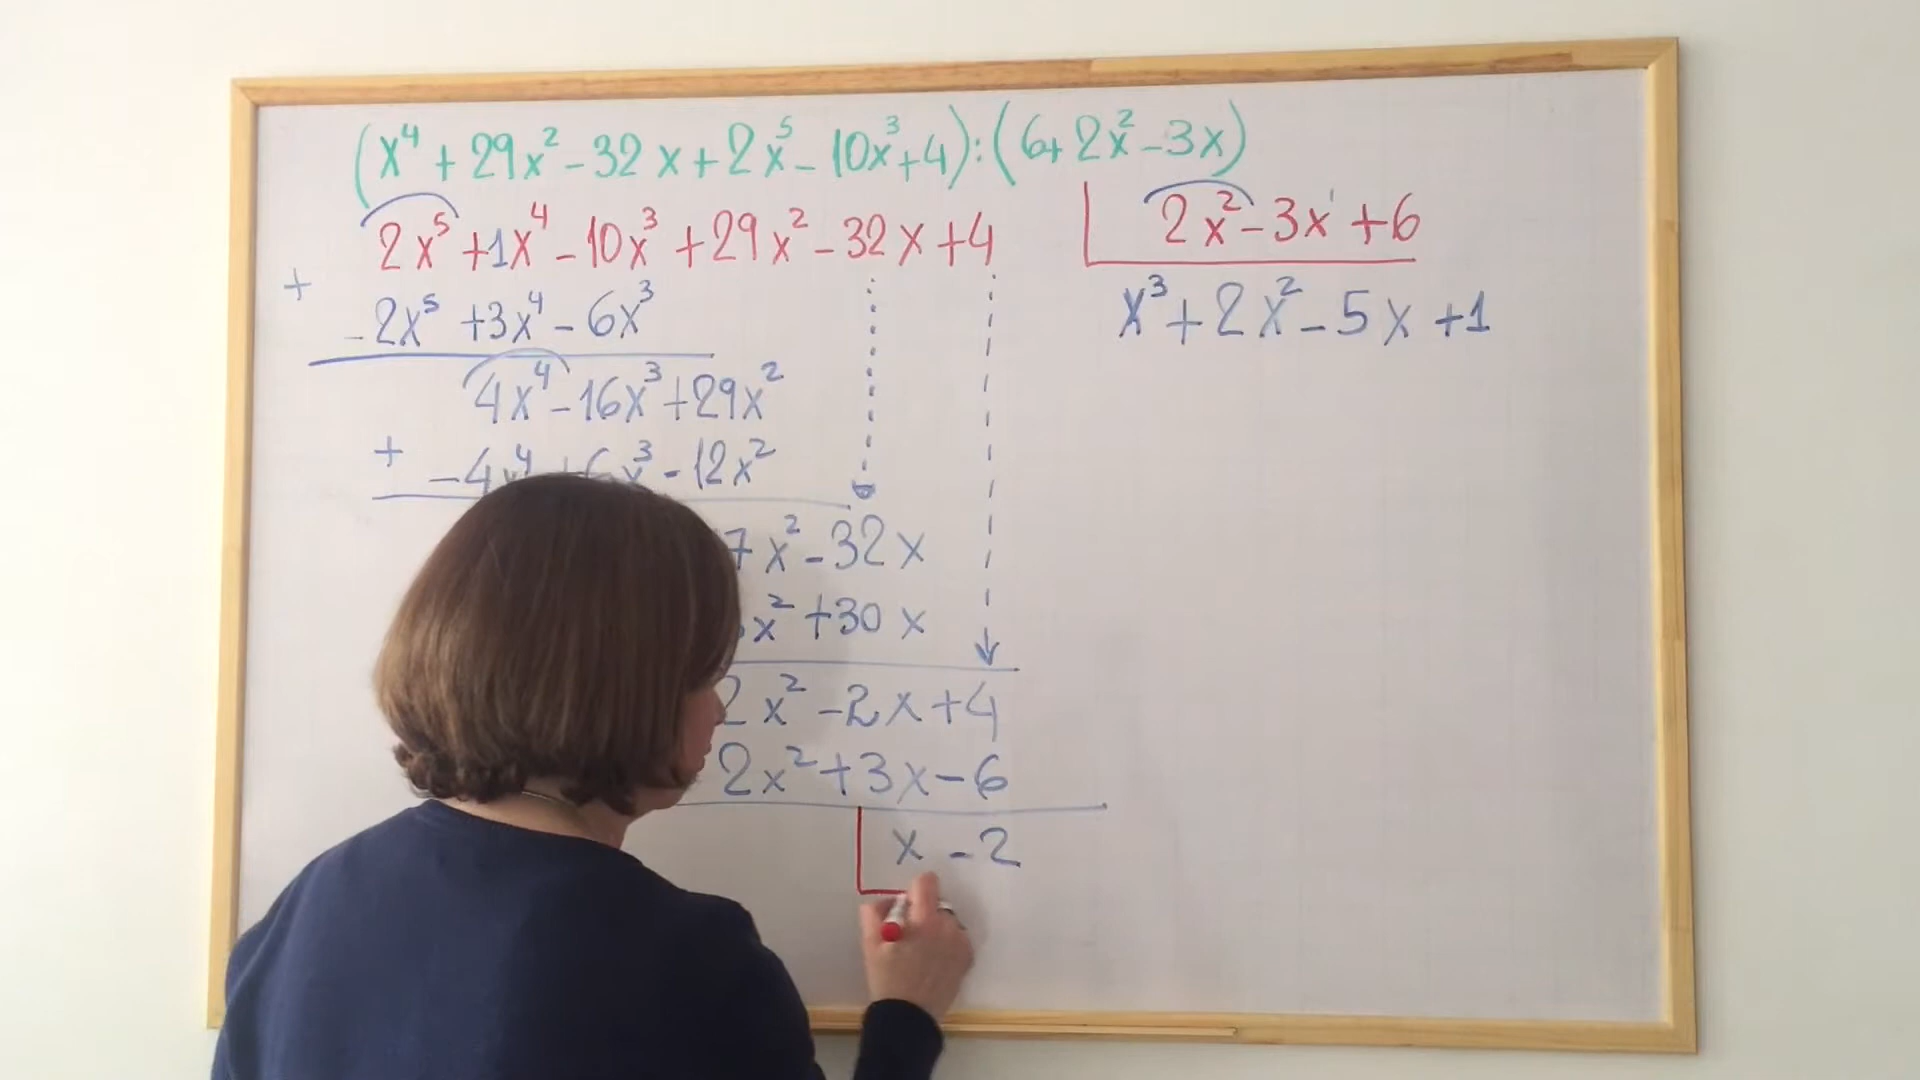 (x⁴ + 29x² - 32x + 2x⁵ - 10x³ + 4) : (6 + 2x² - 3x)
2x⁵ + 1x⁴ - 10x³ + 29x² - 32x + 4 2x² - 3x¹ + 6
+
- 2x⁵ + 3x⁴ - 6x³ x³ + 2x² - 5x + 1
4x⁴ - 16x³ + 29x²
+ - 4x⁴ + 6x³ - 12x²
7x² - 32x
x² + 30x
2x² - 2x + 4
2x² + 3x - 6
x - 2